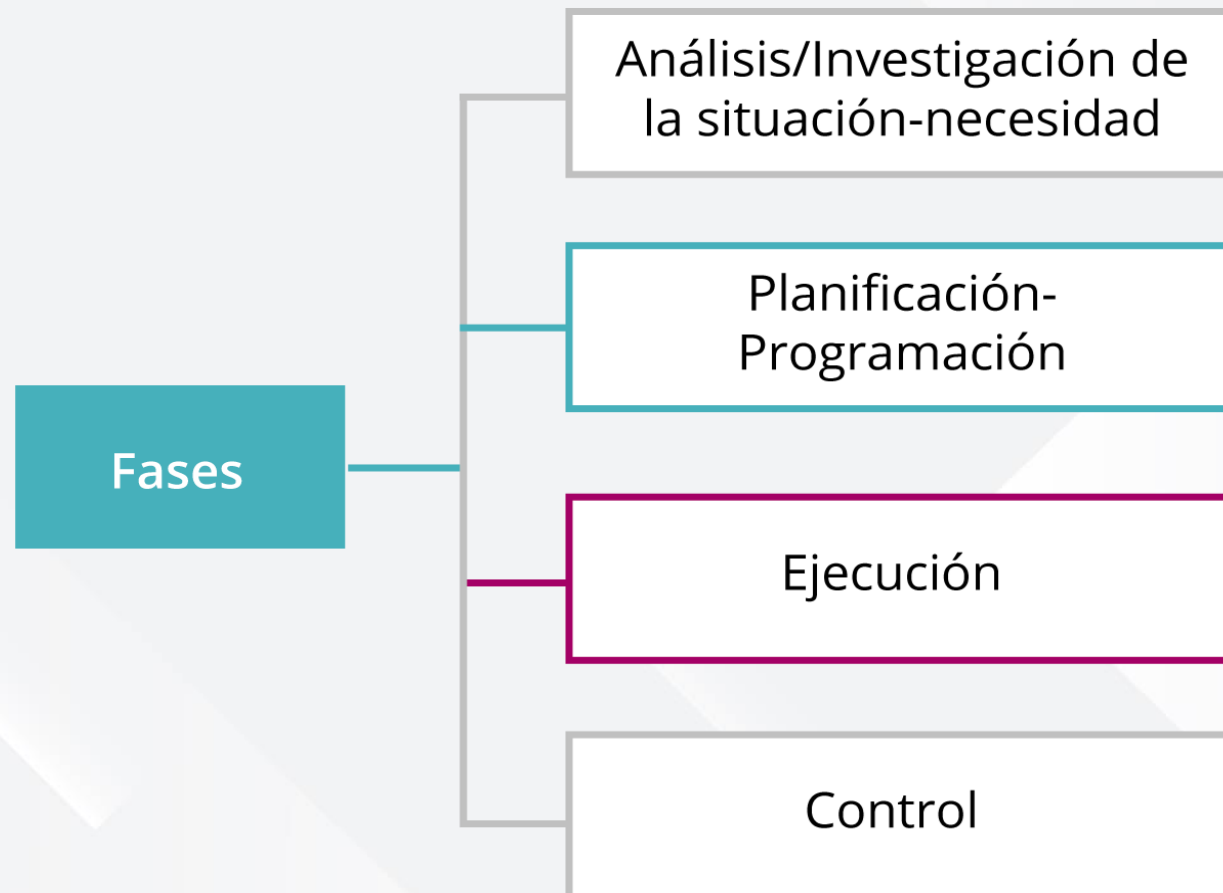 Análisis/Investigación de
la situación-necesidad
Planificación-
Programación
Fases
Ejecución
Control